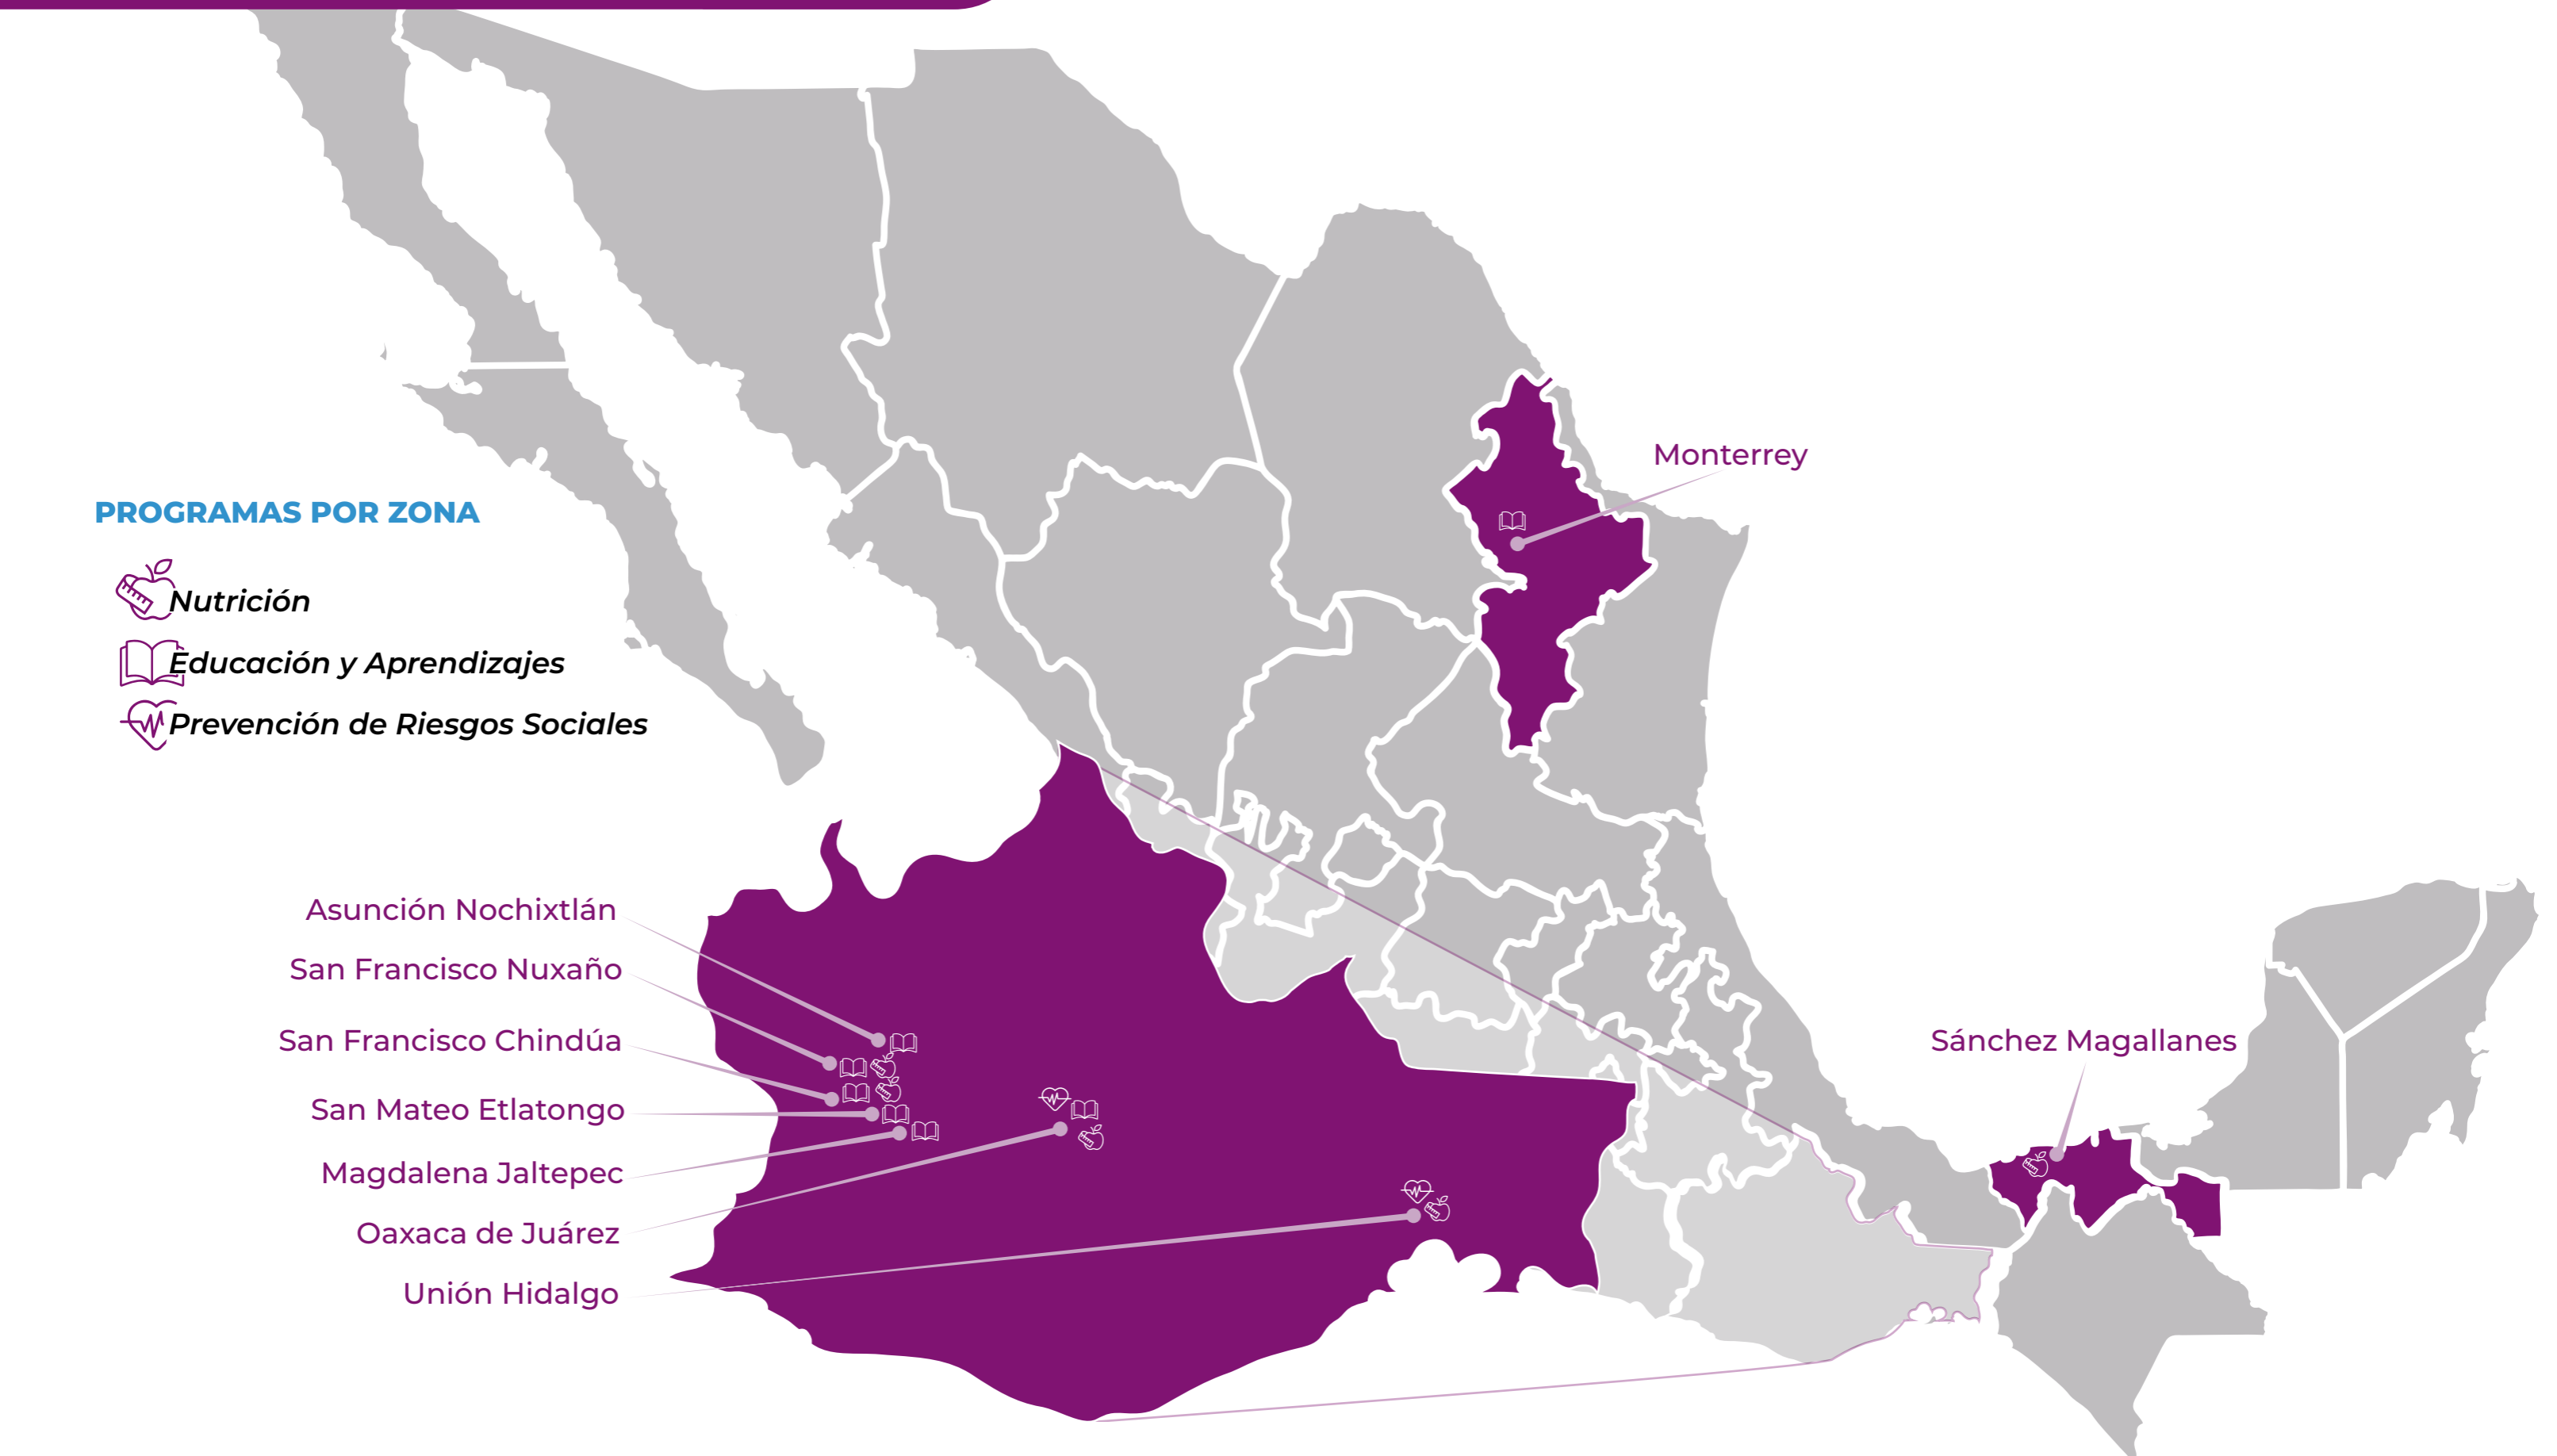 Monterrey
PROGRAMAS POR ZONA
Nutrición
Educación y Aprendizajes
Prevención de Riesgos Sociales
Asunción Nochixtlán
San Francisco Nuxaño
San Francisco Chindúa
San Mateo Etlatongo
Magdalena Jaltepec
Oaxaca de Juárez
Unión Hidalgo
Sánchez Magallanes